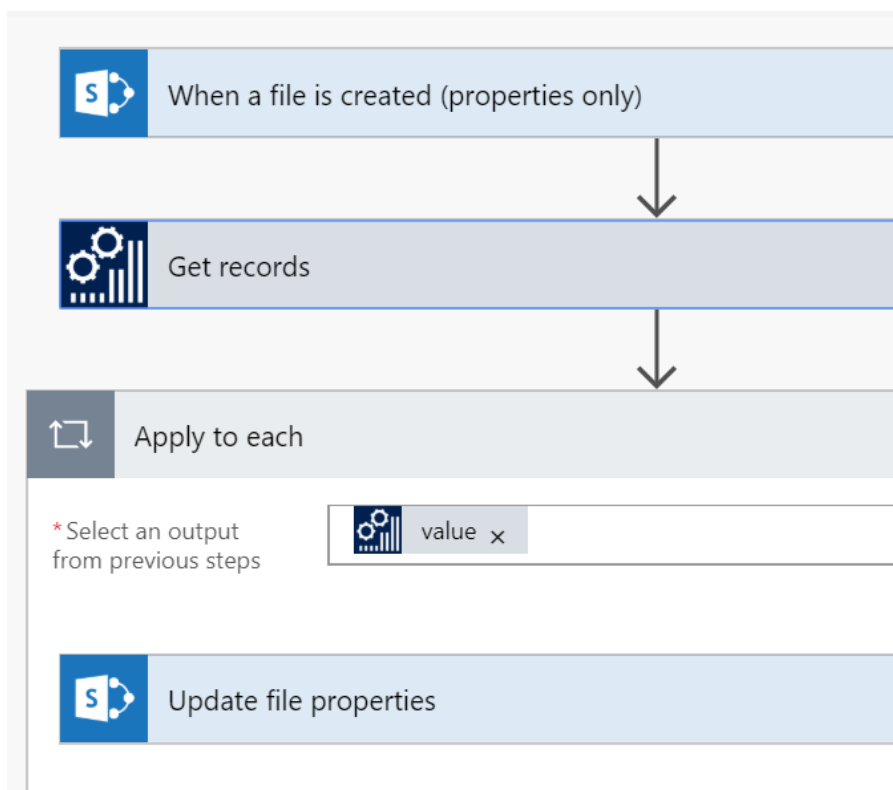 S
When a file is created (properties only)
Get records
Apply to each
* Select an output
from previous steps
value ×
S
Update file properties